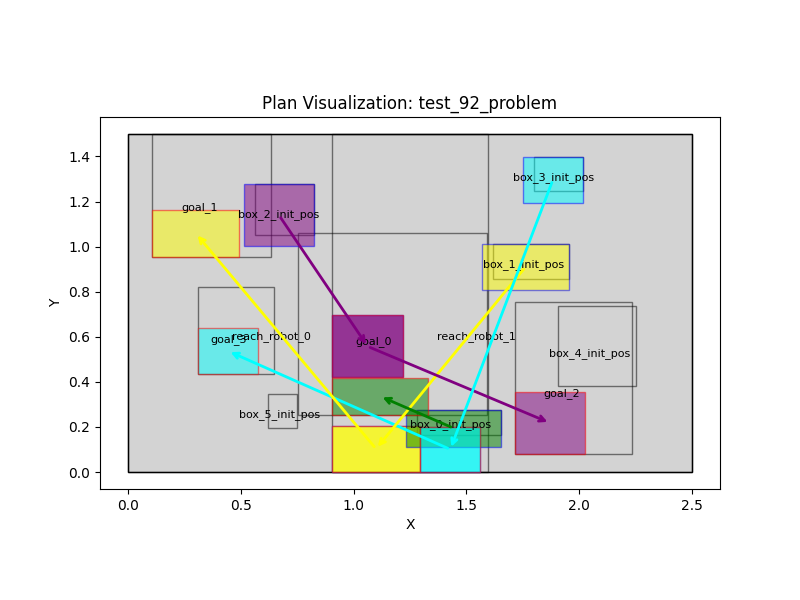 Plan Visualization: test_92_problem
1.4
1.2
1.0
0.8
0.6
0.4
0.2
0.0
Y
box_3_init_pos
goal_1
box_2_init_pos
box_1_init_pos
reach_robot_0
goal_3
goal_0
reach_robot_1
box_4_init_pos
goal_2
box_5_init_pos
box_0_init_pos
0.0
0.5
1.0
1.5
2.0
2.5
X